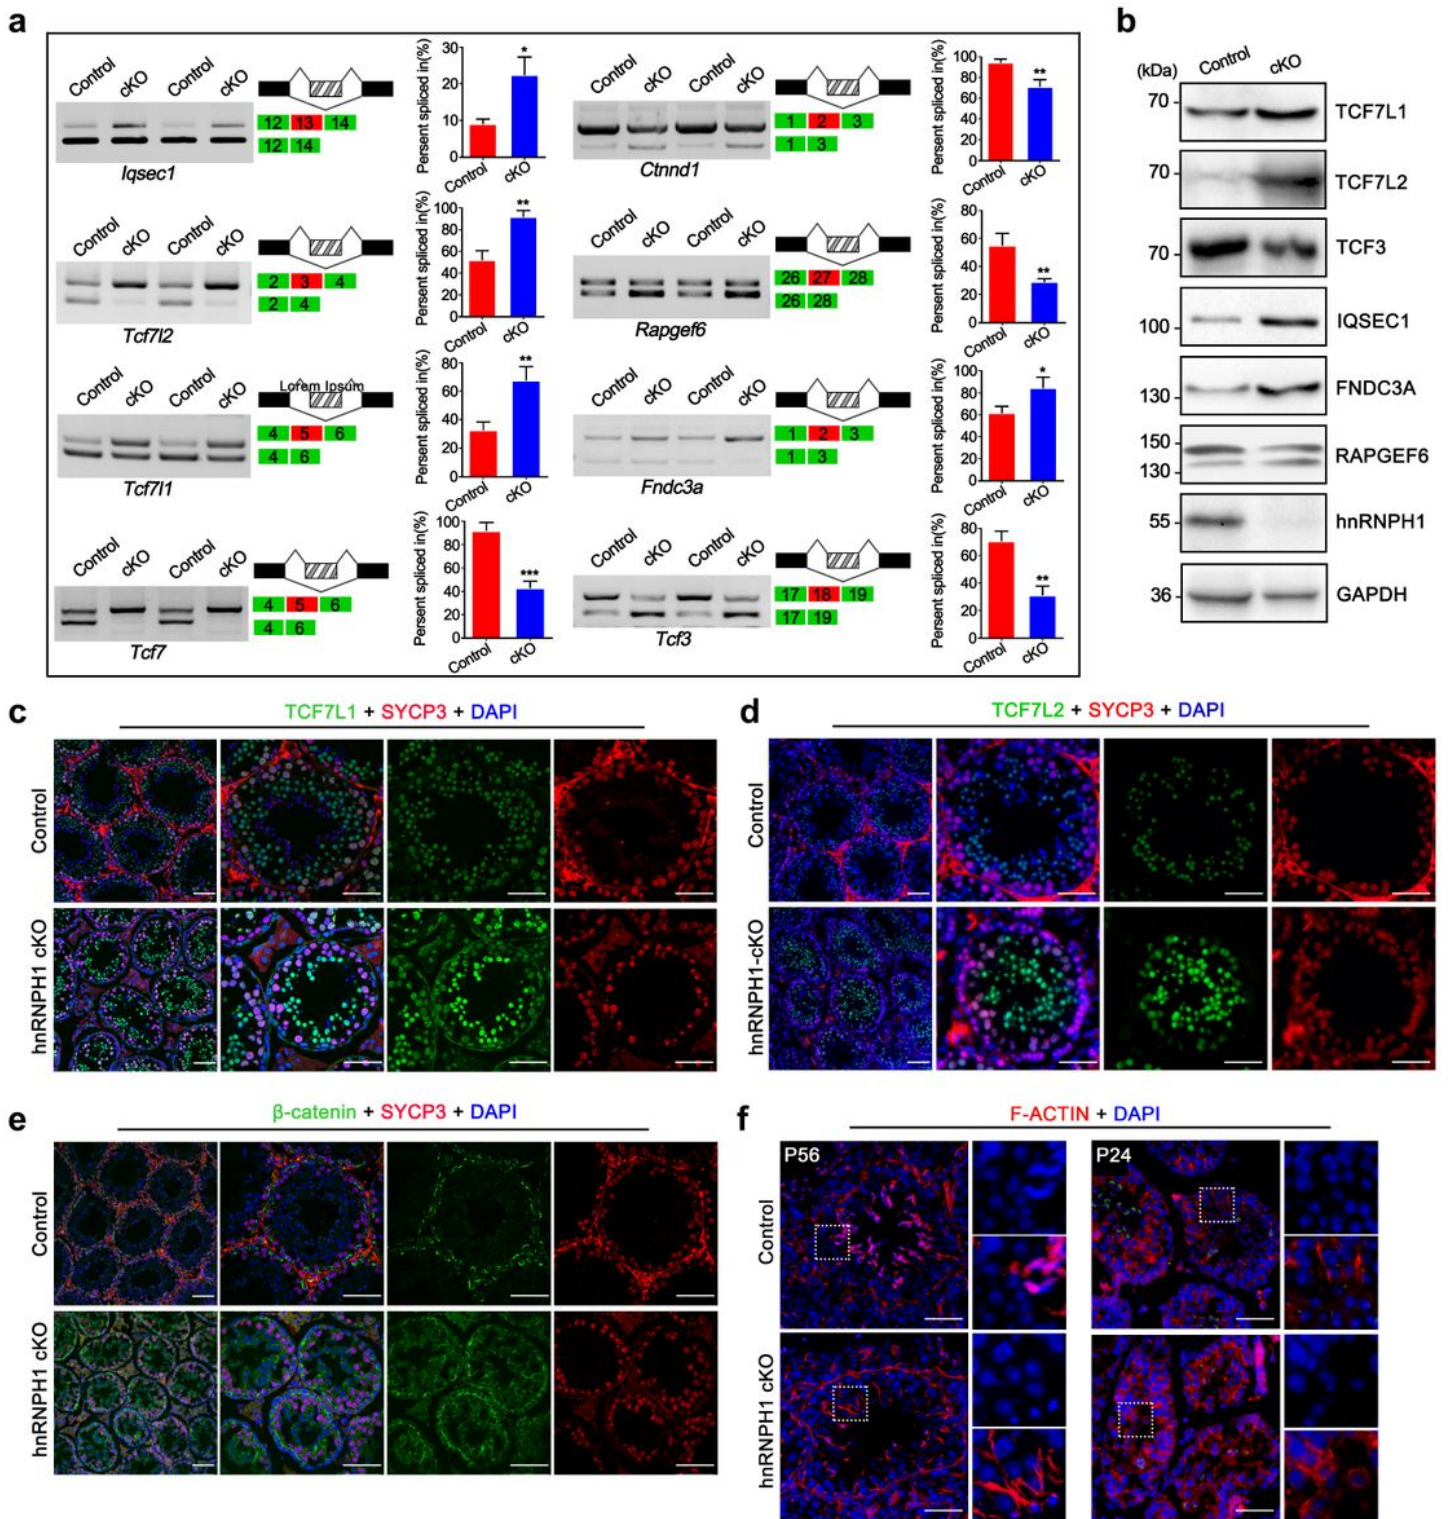 a
Control cKO Control cKO
12 13 14
12 14
Iqsec1
Persent spliced in(%)
30
20
10
0
*
Control cKO
Control cKO Control cKO
1 2 3
1 3
Ctnnd1
Persent spliced in(%)
100
80
60
40
20
0
**
Control cKO
Control cKO Control cKO
2 3 4
2 4
Tcf7l2
Persent spliced in(%)
100
80
60
40
20
0
**
Control cKO
Control cKO Control cKO
26 27 28
26 28
Rapgef6
Persent spliced in(%)
80
60
40
20
0
**
Control cKO
Control cKO Control cKO
Lorem Ipsum
4 5 6
4 6
Tcf7l1
Persent spliced in(%)
80
60
40
20
0
**
Control cKO
Control cKO Control cKO
1 2 3
1 3
Fndc3a
Persent spliced in(%)
100
80
60
40
20
0
*
Control cKO
Control cKO Control cKO
4 5 6
4 6
Tcf7
Persent spliced in(%)
100
80
60
40
20
0
***
Control cKO
Control cKO Control cKO
17 18 19
17 19
Tcf3
Persent spliced in(%)
80
60
40
20
0
**
Control cKO
b
(kDa) Control cKO
70 TCF7L1
70 TCF7L2
70 TCF3
100 IQSEC1
130 FNDC3A
150
130 RAPGEF6
55 hnRNPH1
36 GAPDH
c
TCF7L1 + SYCP3 + DAPI
Control
hnRNPH1 cKO
d
TCF7L2 + SYCP3 + DAPI
Control
hnRNPH1-cKO
e
β-catenin + SYCP3 + DAPI
Control
hnRNPH1 cKO
f
F-ACTIN + DAPI
P56 P24
Control
hnRNPH1 cKO